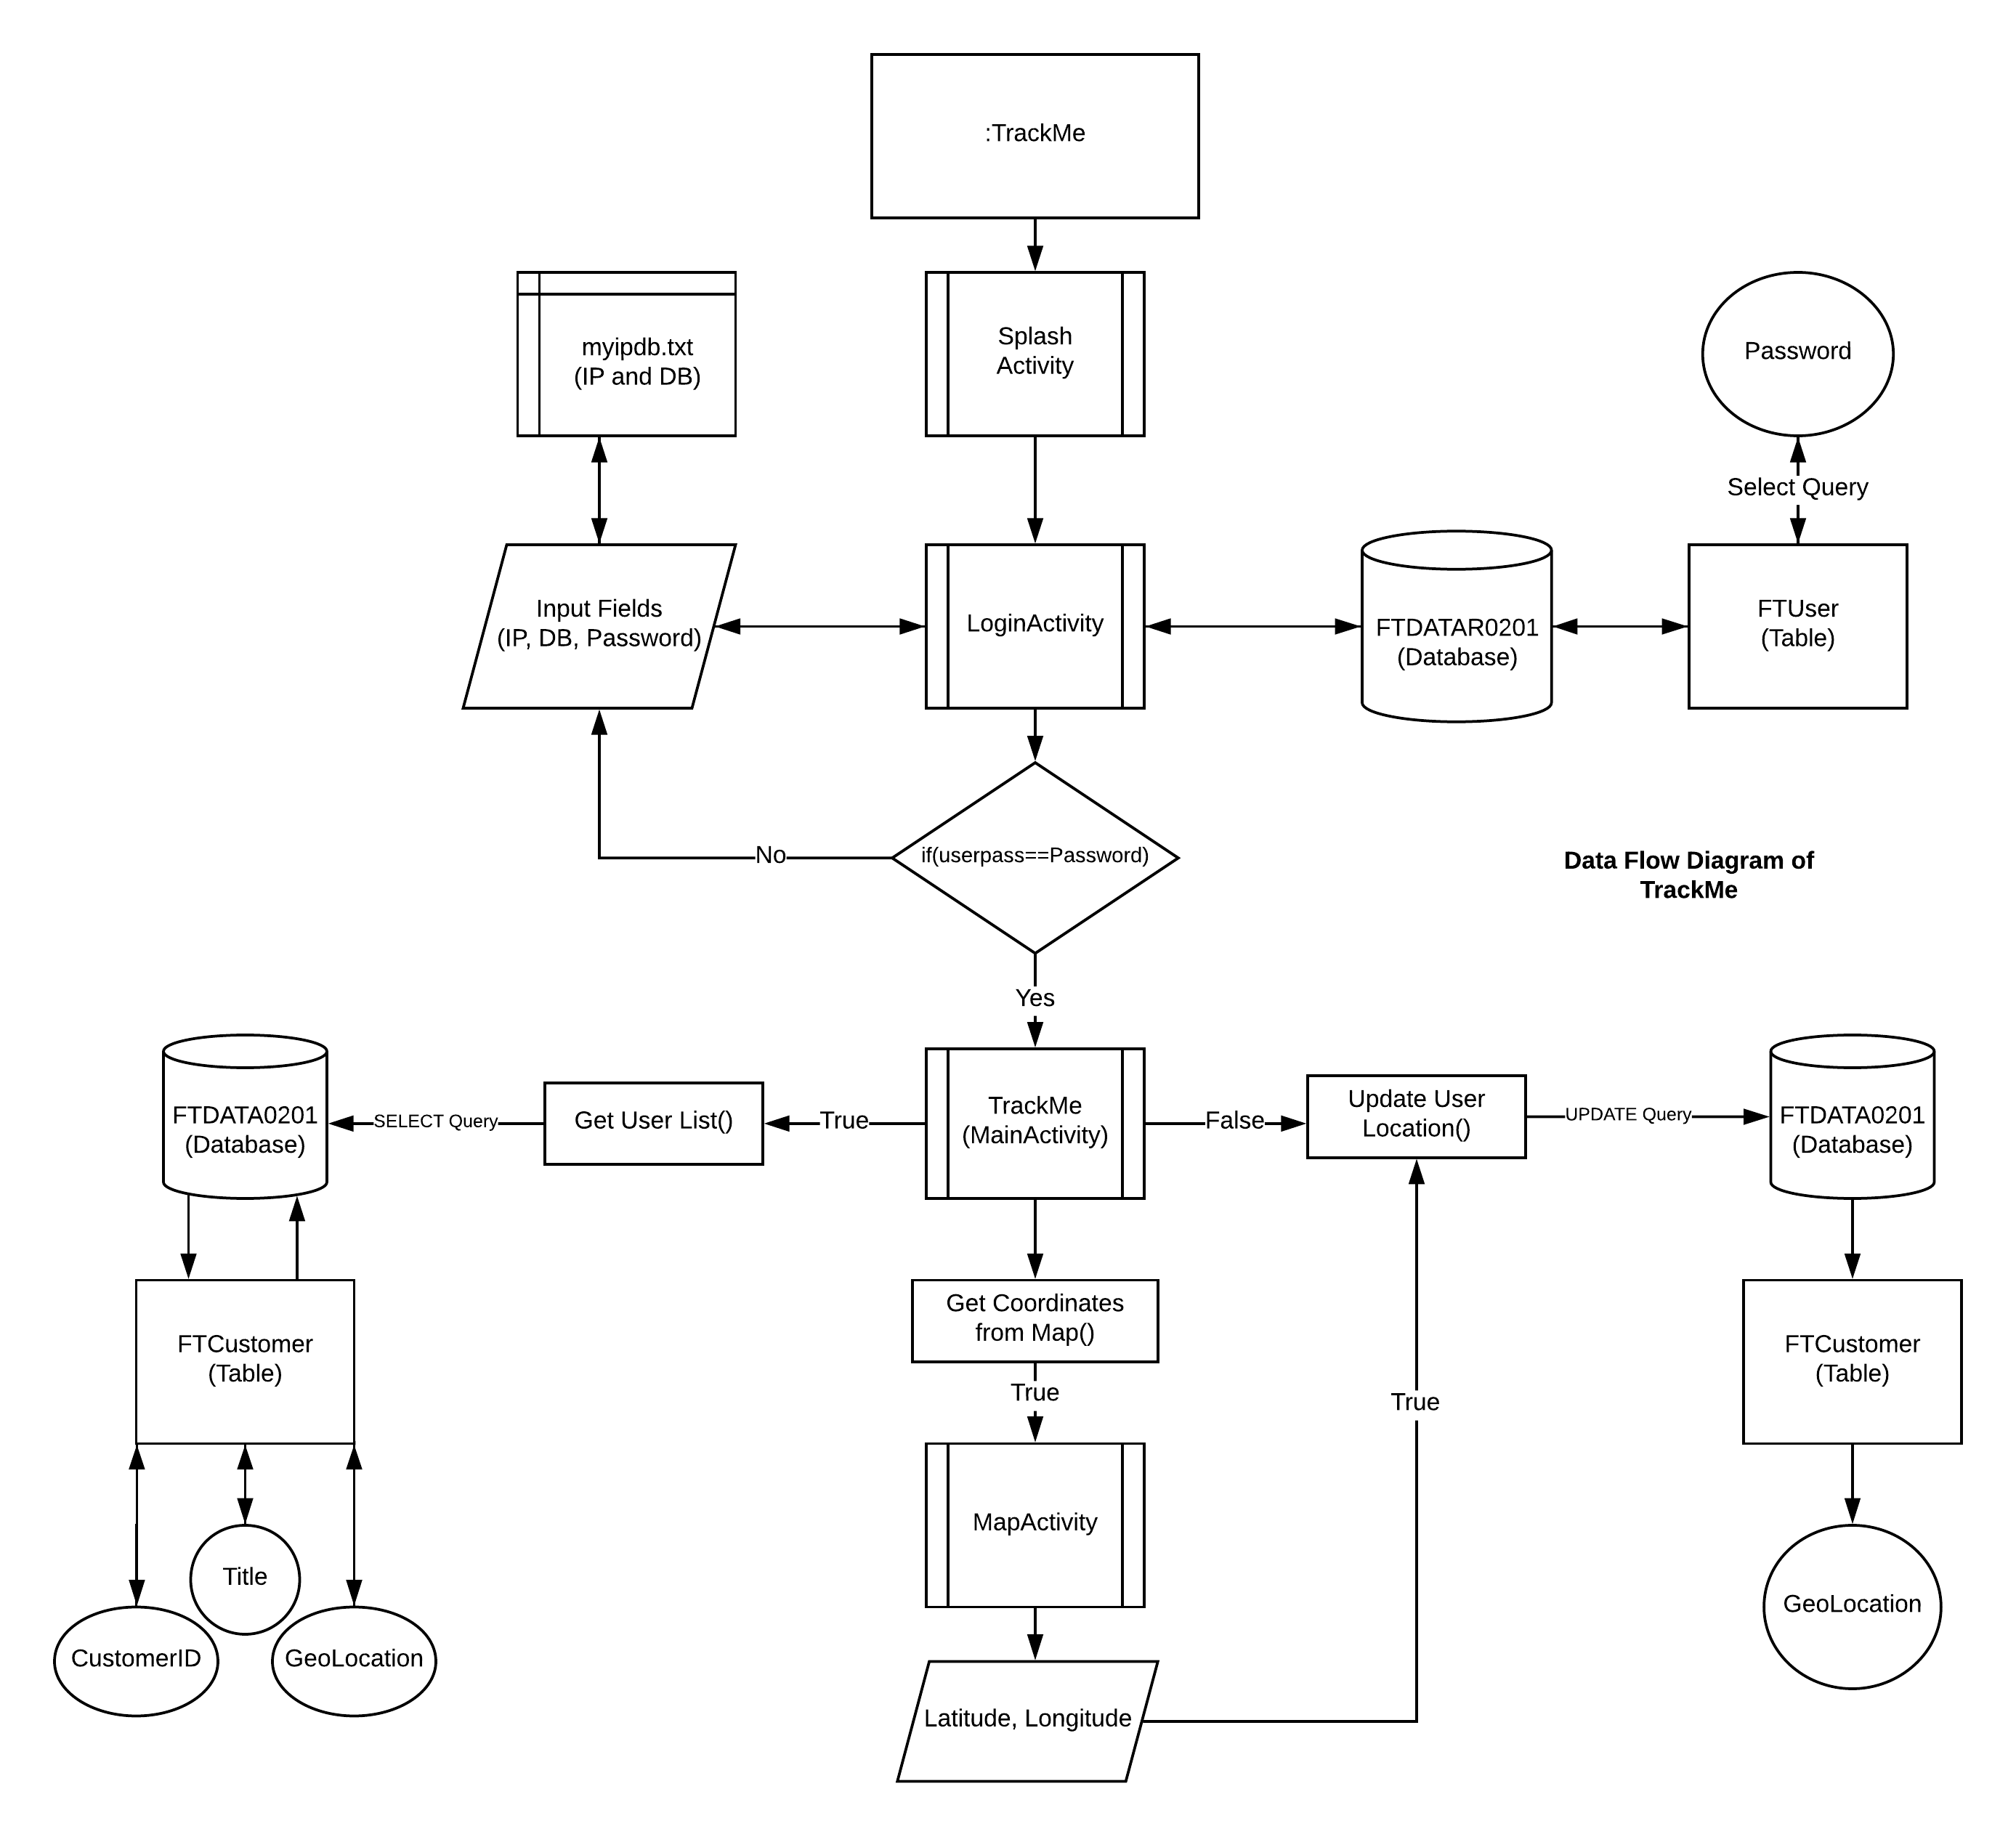 :TrackMe
myipdb.txt
(IP and DB)
Splash
Activity
Password
Select Query
Input Fields
(IP, DB, Password)
LoginActivity
FTDATAR0201
(Database)
FTUser
(Table)
No
if(userpass==Password)
Data Flow Diagram of
TrackMe
Yes
FTDATA0201
(Database)
SELECT Query
Get User List()
True
TrackMe
(MainActivity)
False
Update User
Location()
UPDATE Query
FTDATA0201
(Database)
FTCustomer
(Table)
Get Coordinates
from Map()
True
True
FTCustomer
(Table)
MapActivity
Title
CustomerID
GeoLocation
GeoLocation
Latitude, Longitude